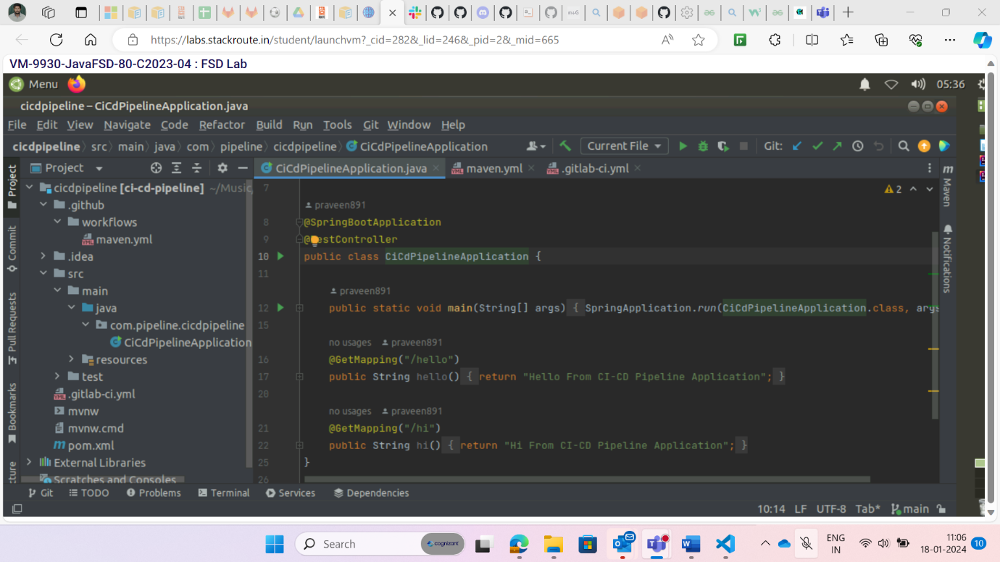 https://labs.stackroute.in/student/launchvm?_cid=282&_lid=246&_pid=2&_mid=665
VM-9930-JavaFSD-80-C2023-04 : FSD Lab
Menu
05:36
cicdpipeline – CiCdPipelineApplication.java
File Edit View Navigate Code Refactor Build Run Tools Git Window Help
cicdpipeline src main java com pipeline cicdpipeline CiCdPipelineApplication
Current File
Git:
Project
CiCdPipelineApplication.java
maven.yml
.gitlab-ci.yml
Project
Commit
Pull Requests
Bookmarks
cicdpipeline [ci-cd-pipeline] ~/Music/
.github
workflows
maven.yml
.idea
src
main
java
com.pipeline.cicdpipeline
CiCdPipelineApplication
resources
test
.gitlab-ci.yml
mvnw
mvnw.cmd
pom.xml
External Libraries
Scratches and Consoles
7
2
praveen891
8 @SpringBootApplication
9 @RestController
10 public class CiCdPipelineApplication {
11
praveen891
12 public static void main(String[] args) { SpringApplication.run(CiCdPipelineApplication.class, args
15
no usages praveen891
16 @GetMapping("/hello")
17 public String hello() { return "Hello From CI-CD Pipeline Application"; }
20
no usages praveen891
21 @GetMapping("/hi")
22 public String hi() { return "Hi From CI-CD Pipeline Application"; }
25 }
26
Maven
Notifications
Git TODO Problems Terminal Services Dependencies
10:14 LF UTF-8 Tab* main
Search
cognizant
ENG
IN
11:06
18-01-2024
10